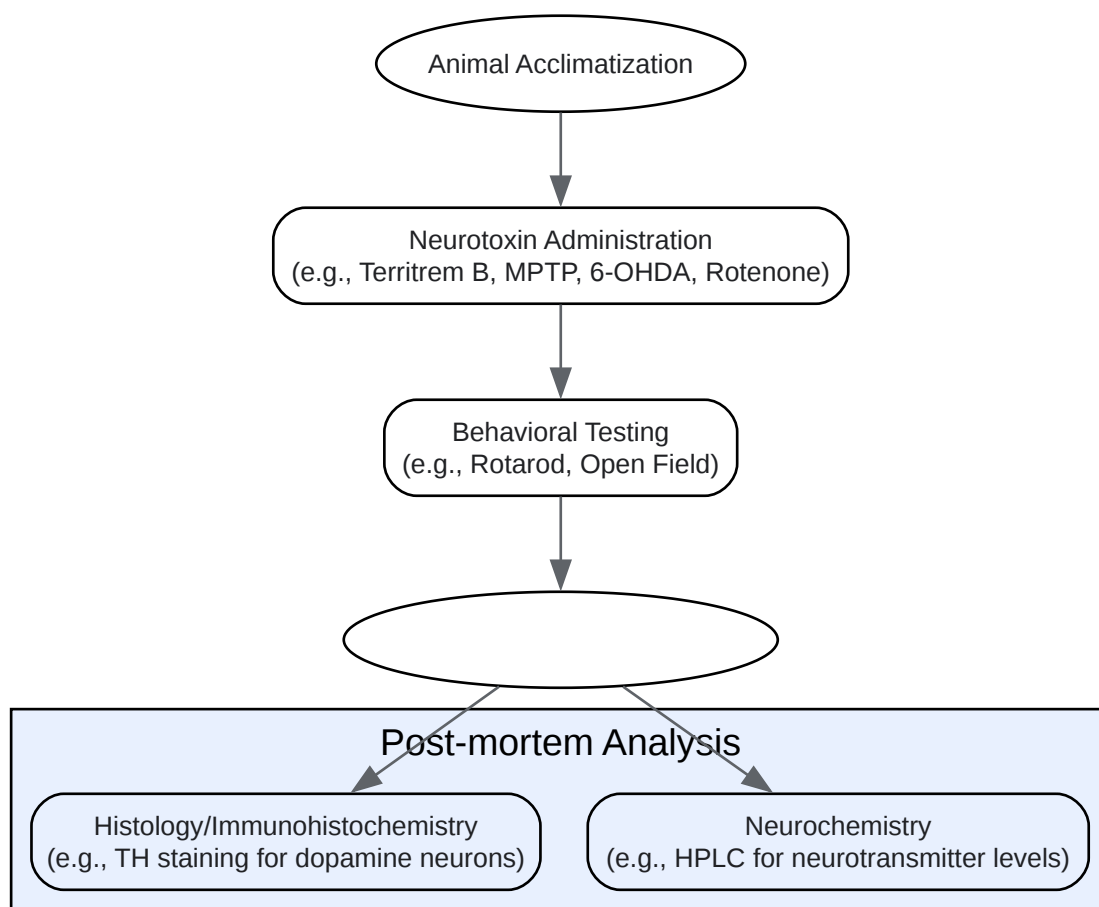 Animal Acclimatization
Neurotoxin Administration
(e.g., Territrem B, MPTP, 6-OHDA, Rotenone)
Behavioral Testing
(e.g., Rotarod, Open Field)
Post-mortem Analysis
Histology/Immunohistochemistry
(e.g., TH staining for dopamine neurons)
Neurochemistry
(e.g., HPLC for neurotransmitter levels)